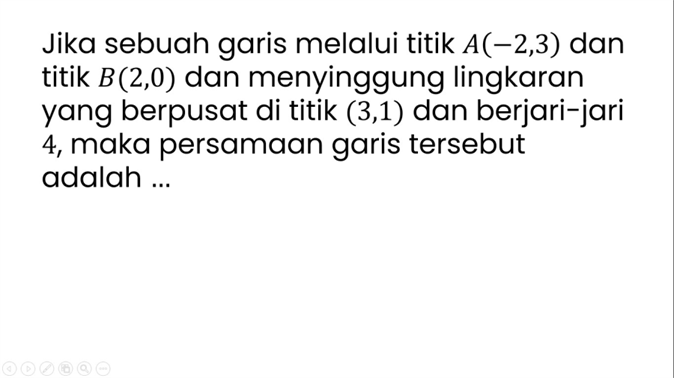 Jika sebuah garis melalui titik A(−2,3) dan
titik B(2,0) dan menyinggung lingkaran
yang berpusat di titik (3,1) dan berjari-jari
4, maka persamaan garis tersebut
adalah ...